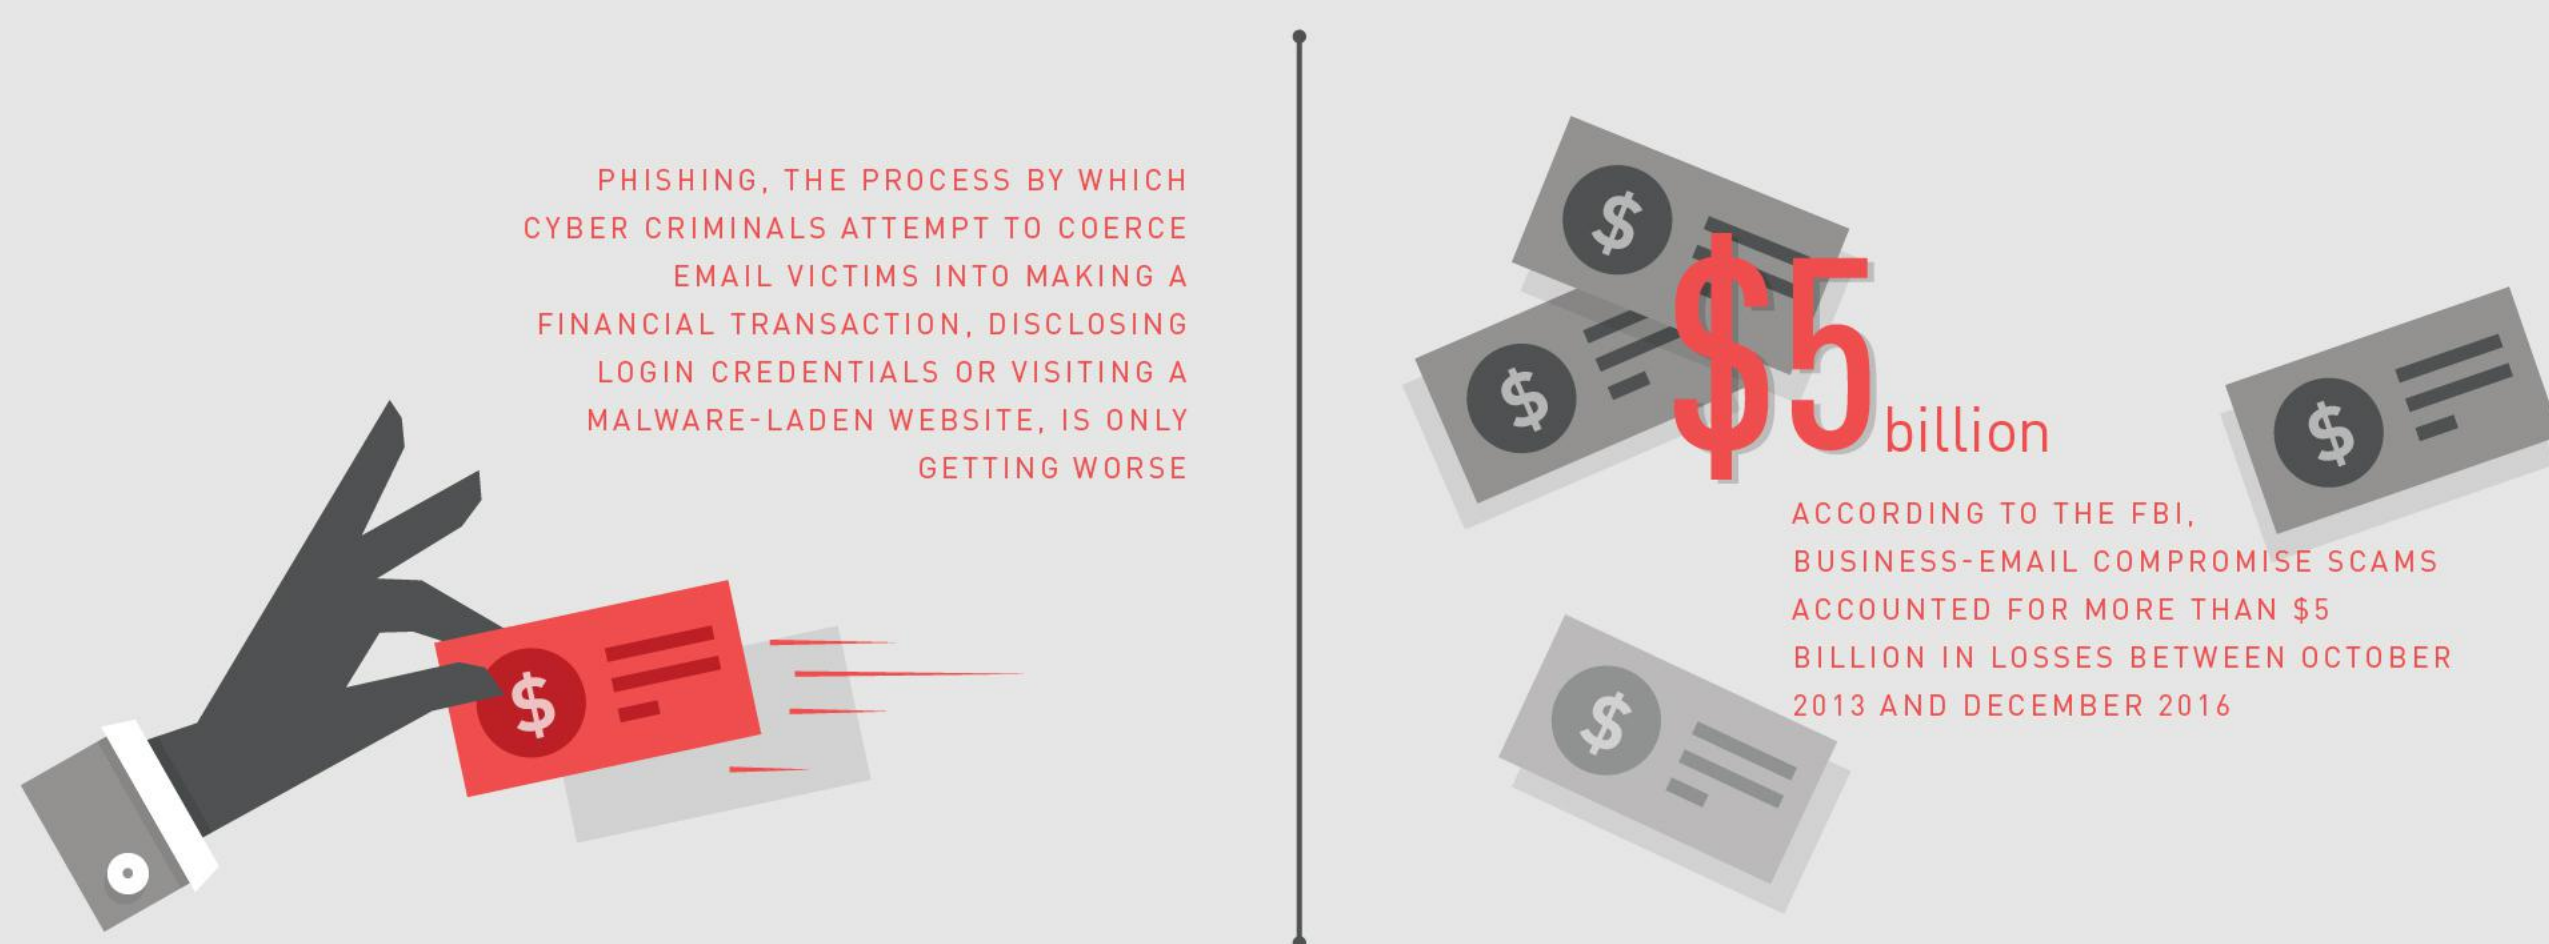 PHISHING, THE PROCESS BY WHICH
CYBER CRIMINALS ATTEMPT TO COERCE
EMAIL VICTIMS INTO MAKING A
FINANCIAL TRANSACTION, DISCLOSING
LOGIN CREDENTIALS OR VISITING A
MALWARE-LADEN WEBSITE, IS ONLY
GETTING WORSE
$
$
$
$5 billion
$
ACCORDING TO THE FBI,
BUSINESS-EMAIL COMPROMISE SCAMS
ACCOUNTED FOR MORE THAN $5
BILLION IN LOSSES BETWEEN OCTOBER
2013 AND DECEMBER 2016
$